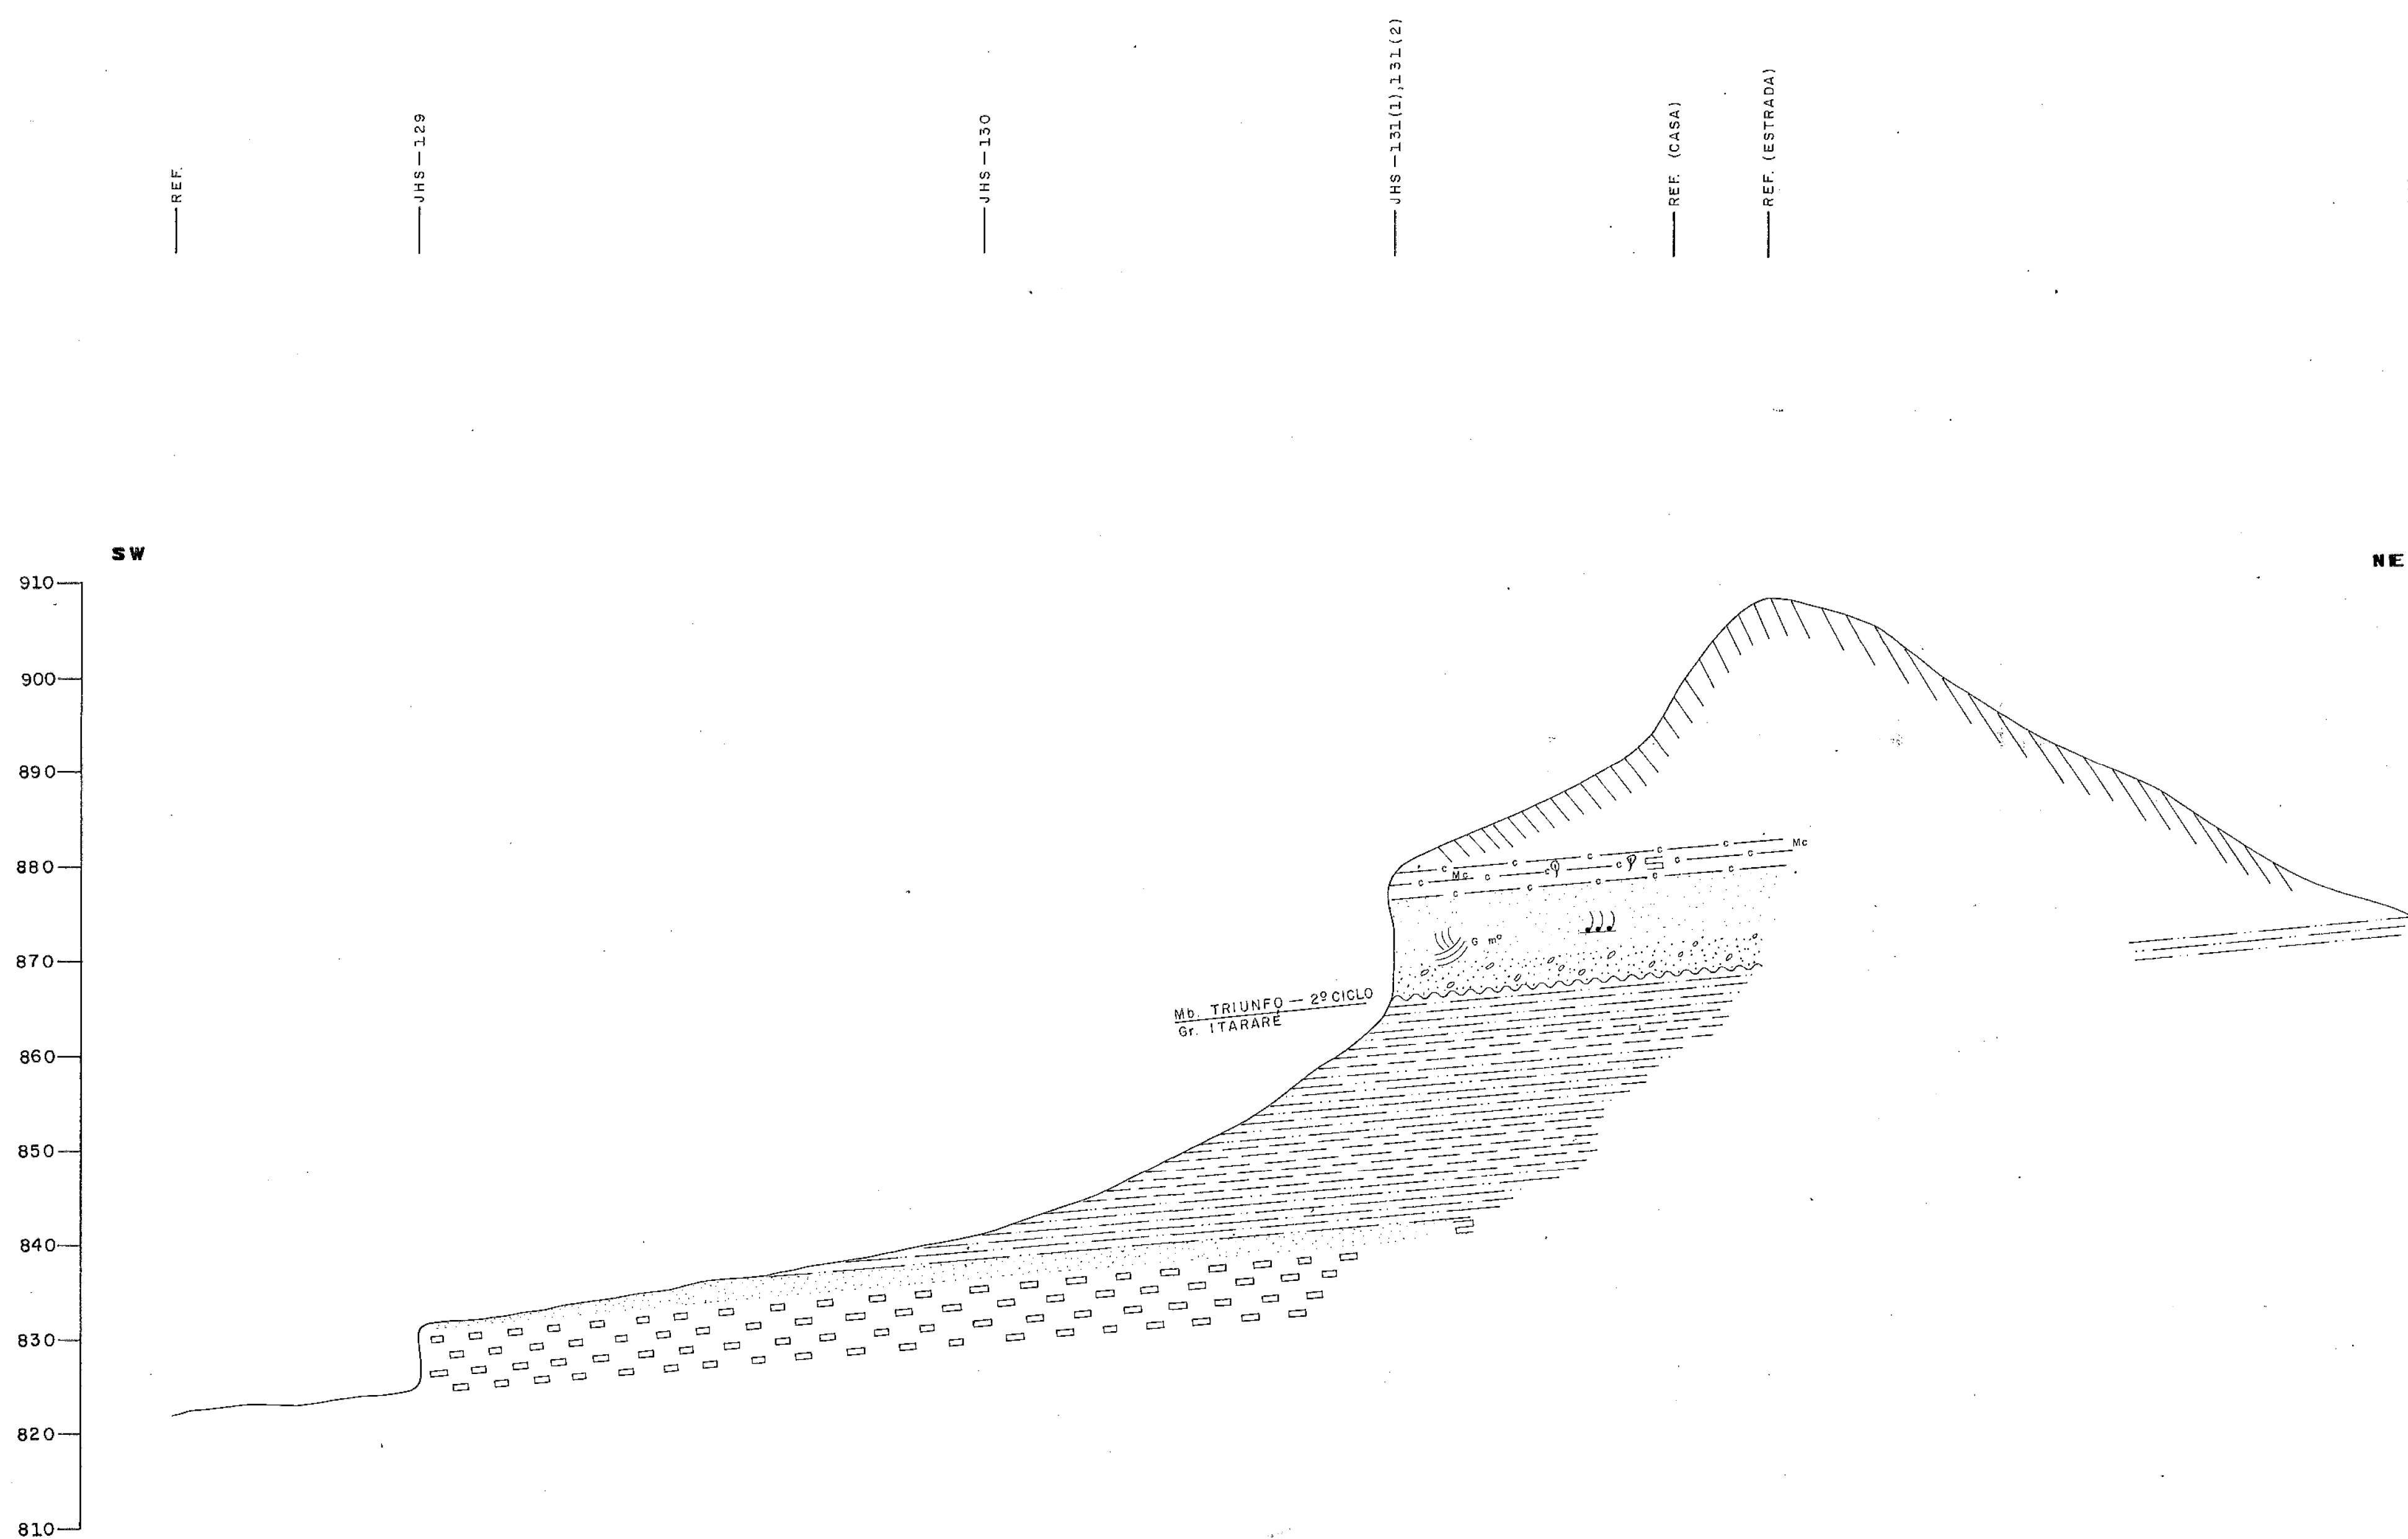 REF.
JHS-129
JHS-130
JHS-131(1),131(2)
REF. (CASA)
REF. (ESTRADA)
SW
NE
910
900
890
880
870
860
850
840
830
820
810
c c c c c
Mc
c Mc c c c c c
c c c c c
G mº
Mb. TRIUNFO — 2º CICLO
Gr. ITARARÉ